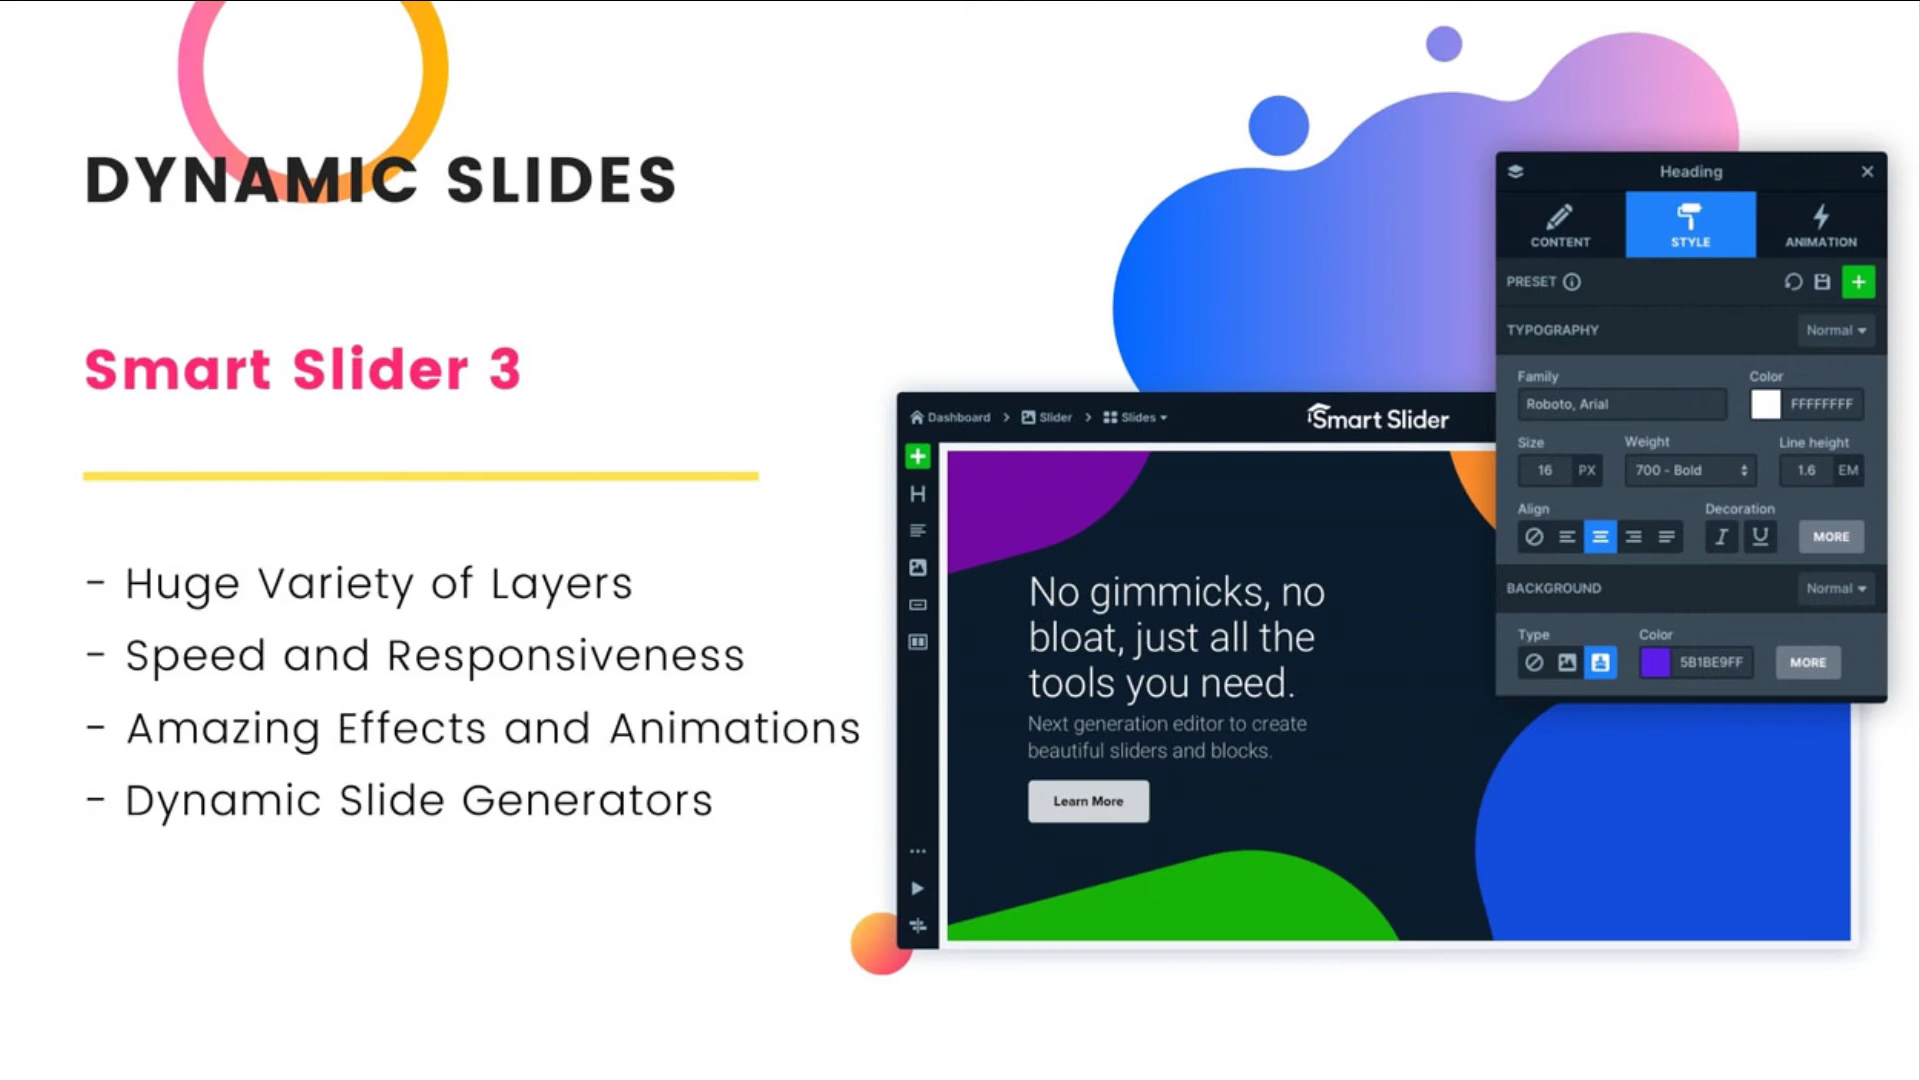 DYNAMIC SLIDES
Smart Slider 3
- Huge Variety of Layers
- Speed and Responsiveness
- Amazing Effects and Animations
- Dynamic Slide Generators
Dashboard > Slider > Slides
Smart Slider
H
No gimmicks, no
bloat, just all the
tools you need.
Next generation editor to create
beautiful sliders and blocks.
Learn More
Heading
CONTENT STYLE ANIMATION
PRESET
TYPOGRAPHY Normal
Family Color
Roboto, Arial FFFFFFFF
Size Weight Line height
16 PX 700 - Bold 1.6 EM
Align Decoration
I U MORE
BACKGROUND Normal
Type Color
5B1BE9FF MORE